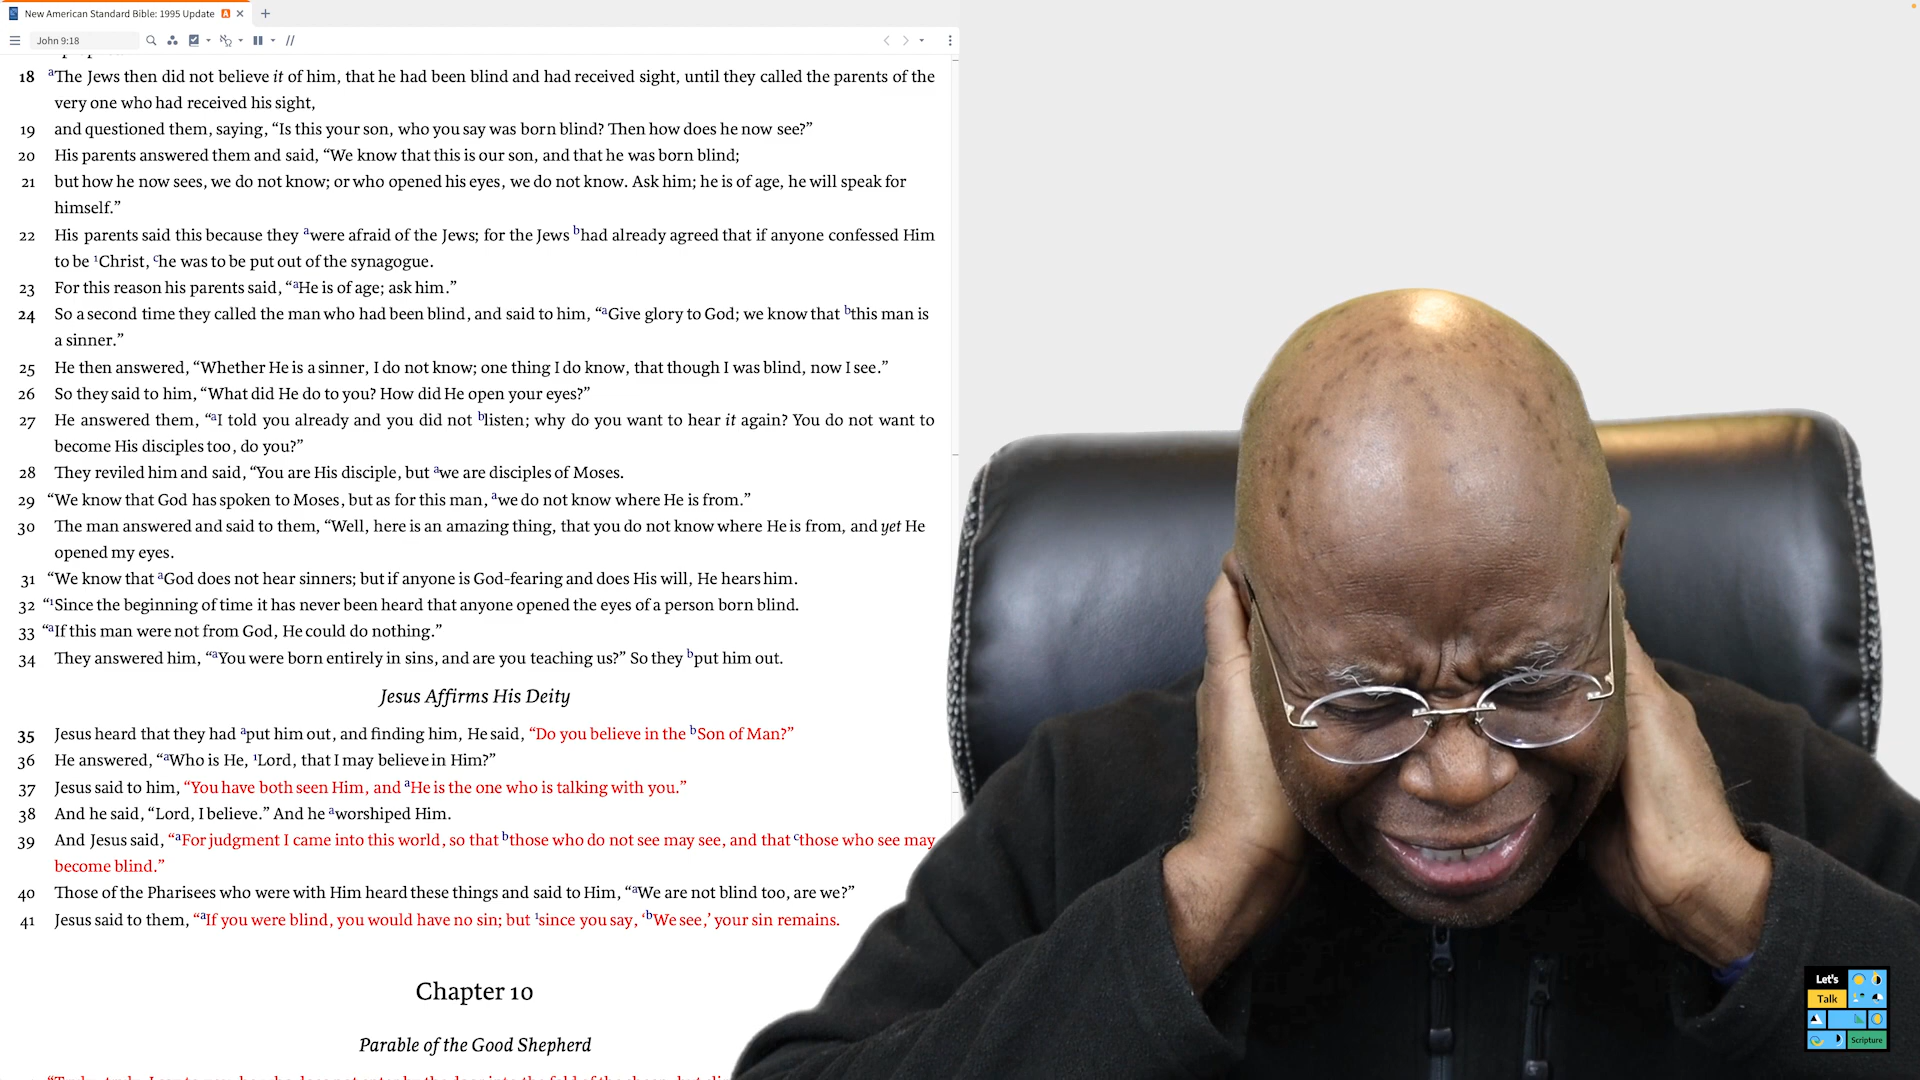 New American Standard Bible: 1995 Update A
John 9:18
18 aThe Jews then did not believe it of him, that he had been blind and had received sight, until they called the parents of the
very one who had received his sight,
19 and questioned them, saying, “Is this your son, who you say was born blind? Then how does he now see?”
20 His parents answered them and said, “We know that this is our son, and that he was born blind;
21 but how he now sees, we do not know; or who opened his eyes, we do not know. Ask him; he is of age, he will speak for
himself.”
22 His parents said this because they awere afraid of the Jews; for the Jews bhad already agreed that if anyone confessed Him
to be 1Christ, che was to be put out of the synagogue.
23 For this reason his parents said, “aHe is of age; ask him.”
24 So a second time they called the man who had been blind, and said to him, “aGive glory to God; we know that bthis man is
a sinner.”
25 He then answered, “Whether He is a sinner, I do not know; one thing I do know, that though I was blind, now I see.”
26 So they said to him, “What did He do to you? How did He open your eyes?”
27 He answered them, “aI told you already and you did not blisten; why do you want to hear it again? You do not want to
become His disciples too, do you?”
28 They reviled him and said, “You are His disciple, but awe are disciples of Moses.
29 “We know that God has spoken to Moses, but as for this man, awe do not know where He is from.”
30 The man answered and said to them, “Well, here is an amazing thing, that you do not know where He is from, and yet He
opened my eyes.
31 “We know that aGod does not hear sinners; but if anyone is God-fearing and does His will, He hears him.
32 “1Since the beginning of time it has never been heard that anyone opened the eyes of a person born blind.
33 “aIf this man were not from God, He could do nothing.”
34 They answered him, “aYou were born entirely in sins, and are you teaching us?” So they bput him out.
Jesus Affirms His Deity
35 Jesus heard that they had aput him out, and finding him, He said, “Do you believe in the bSon of Man?”
36 He answered, “aWho is He, 1Lord, that I may believe in Him?”
37 Jesus said to him, “You have both seen Him, and aHe is the one who is talking with you.”
38 And he said, “Lord, I believe.” And he aworshiped Him.
39 And Jesus said, “aFor judgment I came into this world, so that bthose who do not see may see, and that cthose who see may
become blind.”
40 Those of the Pharisees who were with Him heard these things and said to Him, “aWe are not blind too, are we?”
41 Jesus said to them, “aIf you were blind, you would have no sin; but 1since you say, ‘bWe see,’ your sin remains.
Chapter 10
Parable of the Good Shepherd
Let's
Talk
Scripture